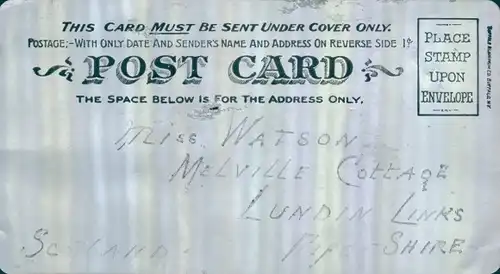 THIS CARD MUST BE SENT UNDER COVER ONLY.
POSTAGE;-WITH ONLY DATE AND SENDER'S NAME AND ADDRESS ON REVERSE SIDE 1¢
POST CARD
THE SPACE BELOW IS FOR THE ADDRESS ONLY.
PLACE
STAMP
UPON
ENVELOPE
MISS WATSON
MELVILLE COTTAGE
LUNDIN LINKS
FIFE-SHIRE
SCOTLAND.